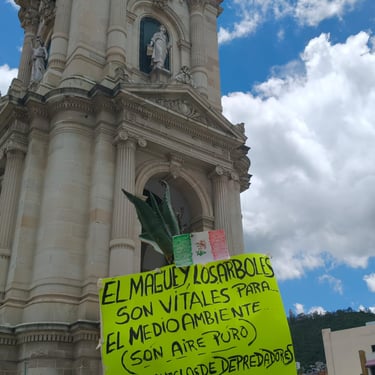 EL MAGUEY, LOS ARBOLES
SON VITALES PARA
EL MEDIO AMBIENTE
(SON AIRE PURO)
DE DEPREDADORES